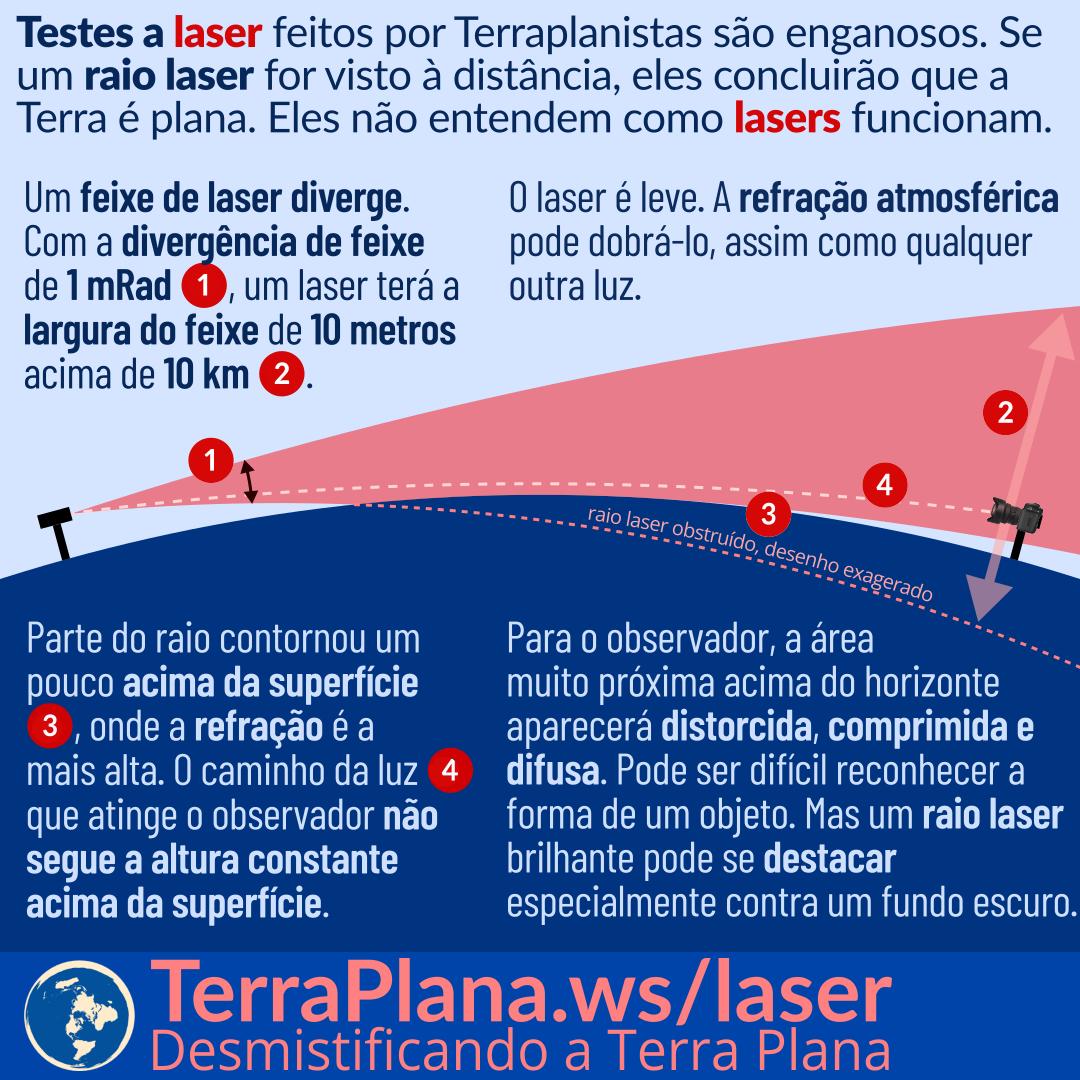 Testes a laser feitos por Terraplanistas são enganosos. Se
um raio laser for visto à distância, eles concluirão que a
Terra é plana. Eles não entendem como lasers funcionam.
Um feixe de laser diverge.
Com a divergência de feixe
de 1 mRad 1, um laser terá a
largura do feixe de 10 metros
acima de 10 km 2.
O laser é leve. A refração atmosférica
pode dobrá-lo, assim como qualquer
outra luz.
1
2
4
3
raio laser obstruído, desenho exagerado
Parte do raio contornou um
pouco acima da superfície
3, onde a refração é a
mais alta. O caminho da luz 4
que atinge o observador não
segue a altura constante
acima da superfície.
Para o observador, a área
muito próxima acima do horizonte
aparecerá distorcida, comprimida e
difusa. Pode ser difícil reconhecer a
forma de um objeto. Mas um raio laser
brilhante pode se destacar
especialmente contra um fundo escuro.
TerraPlana.ws/laser
Desmistificando a Terra Plana